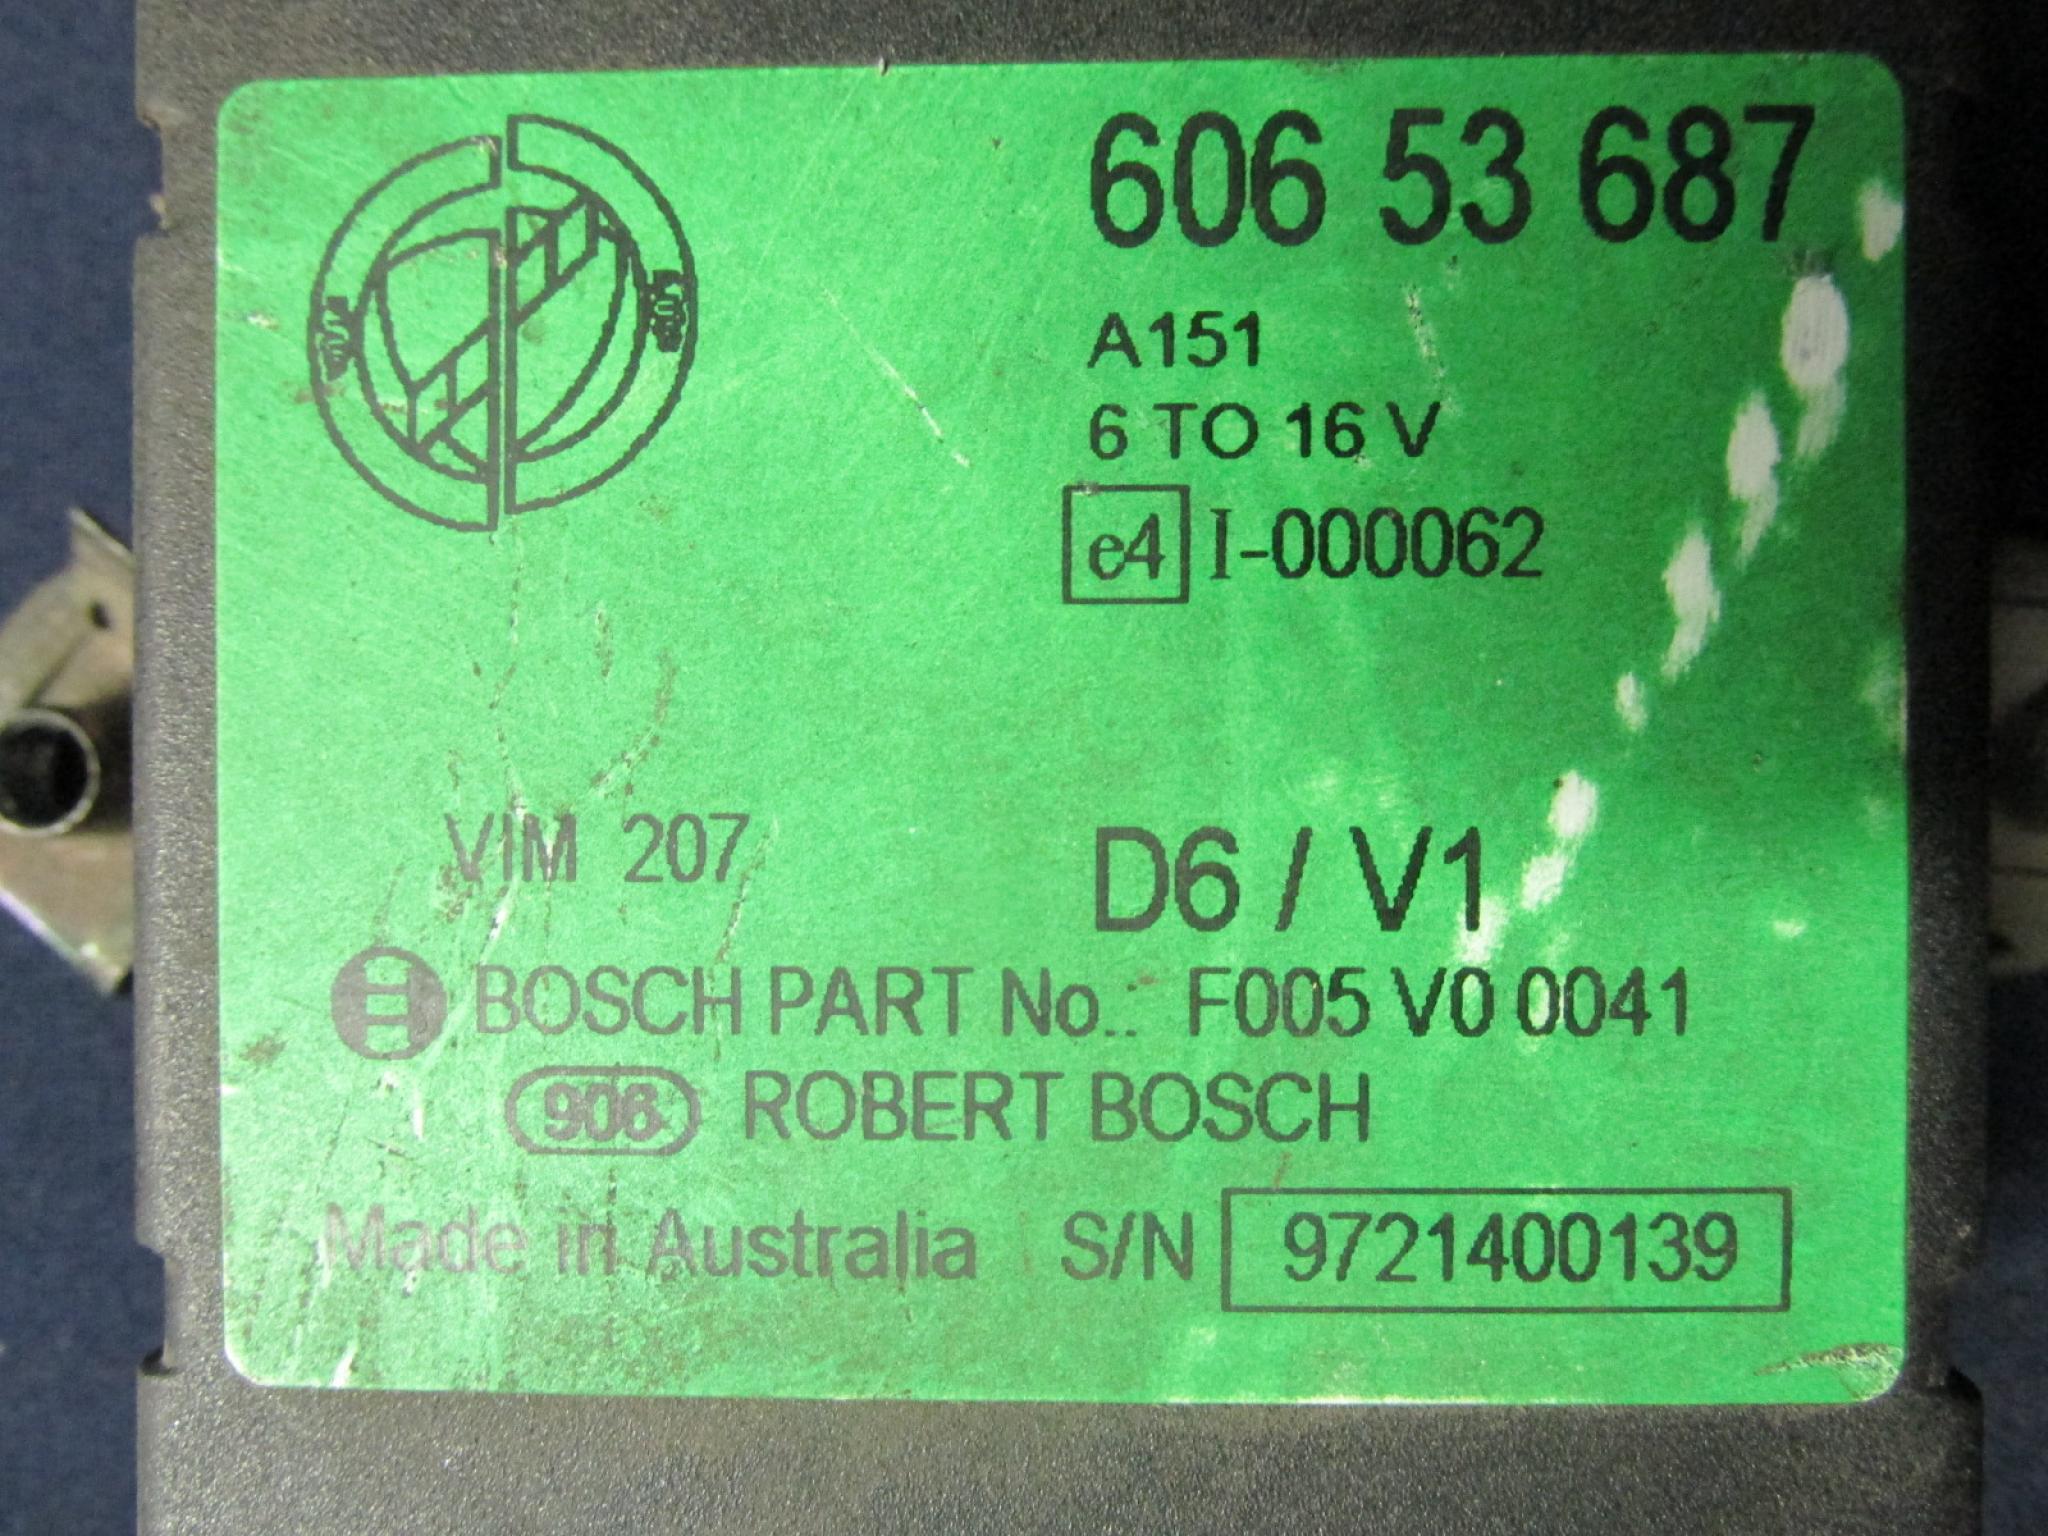 606 53 687
A151
6 TO 16 V
e4 I-000062
VIM 207 D6 / V1
BOSCH PART No.. F005 V0 0041
906 ROBERT BOSCH
Made in Australia S/N 9721400139